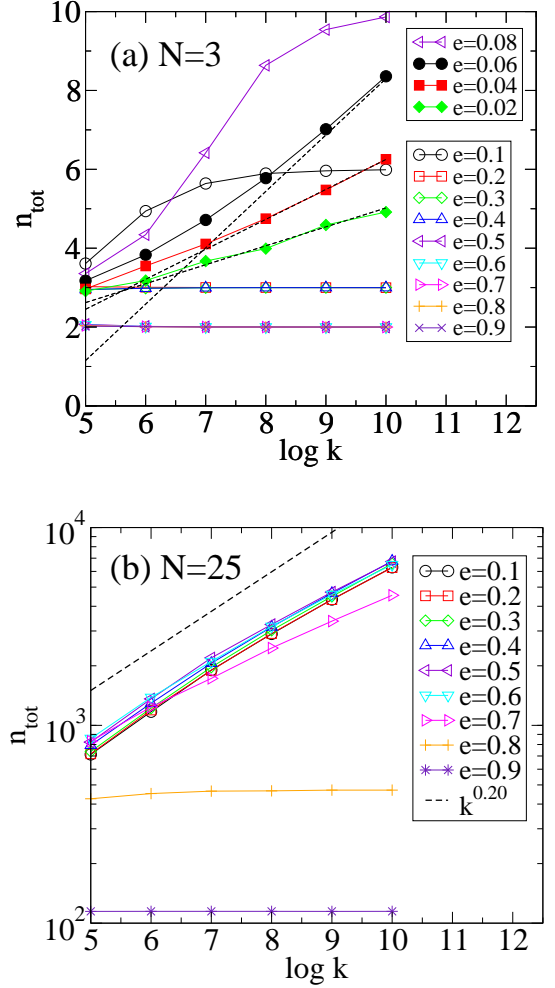 10
8
6
4
2
0
n_tot
(a) N=3
e=0.08
e=0.06
e=0.04
e=0.02
e=0.1
e=0.2
e=0.3
e=0.4
e=0.5
e=0.6
e=0.7
e=0.8
e=0.9
5 6 7 8 9 10 11 12
log k
10^4
10^3
10^2
n_tot
(b) N=25
e=0.1
e=0.2
e=0.3
e=0.4
e=0.5
e=0.6
e=0.7
e=0.8
e=0.9
k^0.20
5 6 7 8 9 10 11 12
log k